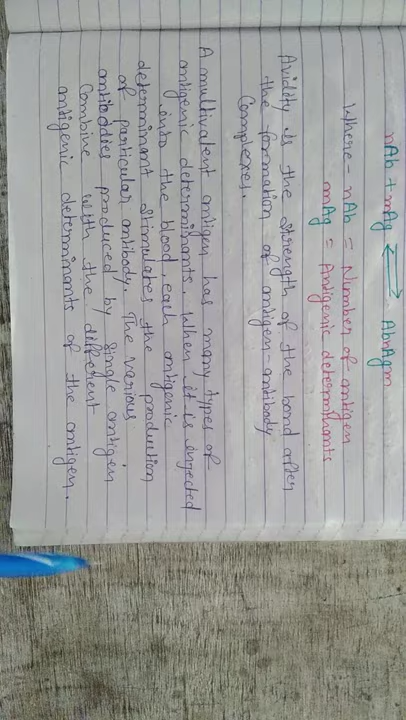 nAb + mAg ⇌ AbnAgm
Where - nAb = Number of antigen
mAg = Antigenic determinants
Avidity is the strength of the bond after
the formation of antigen-antibody
Complexes.
A multivalent antigen has many types of
antigenic determinants. When it is enjected
into the blood, each antigenic
determinant stimulates the production
of particular antibody. The various
antibodies produced by single antigen
Combine with the different
antigenic determinants of the antigen.